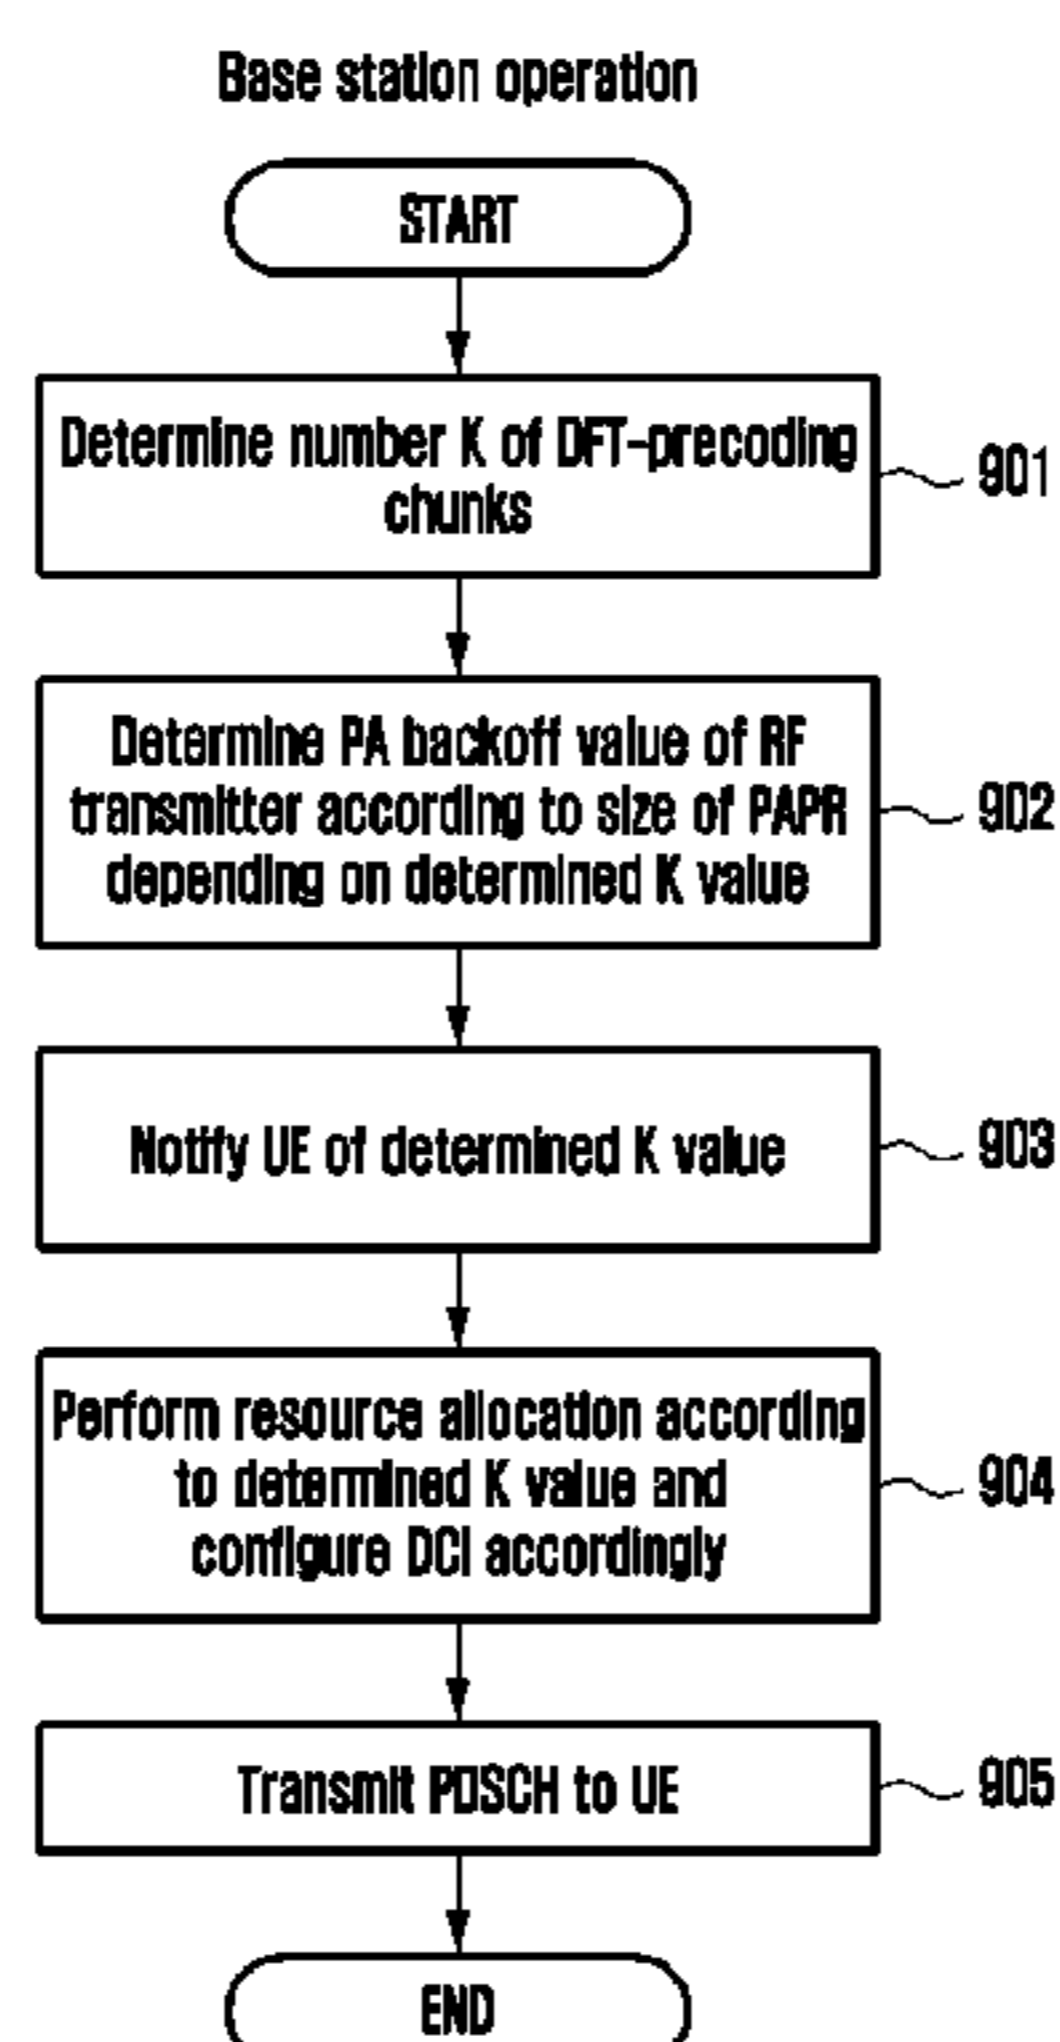 Base station operation
START
Determine number K of DFT-precoding
chunks
901
Determine PA backoff value of RF
transmitter according to size of PAPR
depending on determined K value
902
Notify UE of determined K value
903
Perform resource allocation according
to determined K value and
configure DCI accordingly
904
Transmit PDSCH to UE
905
END